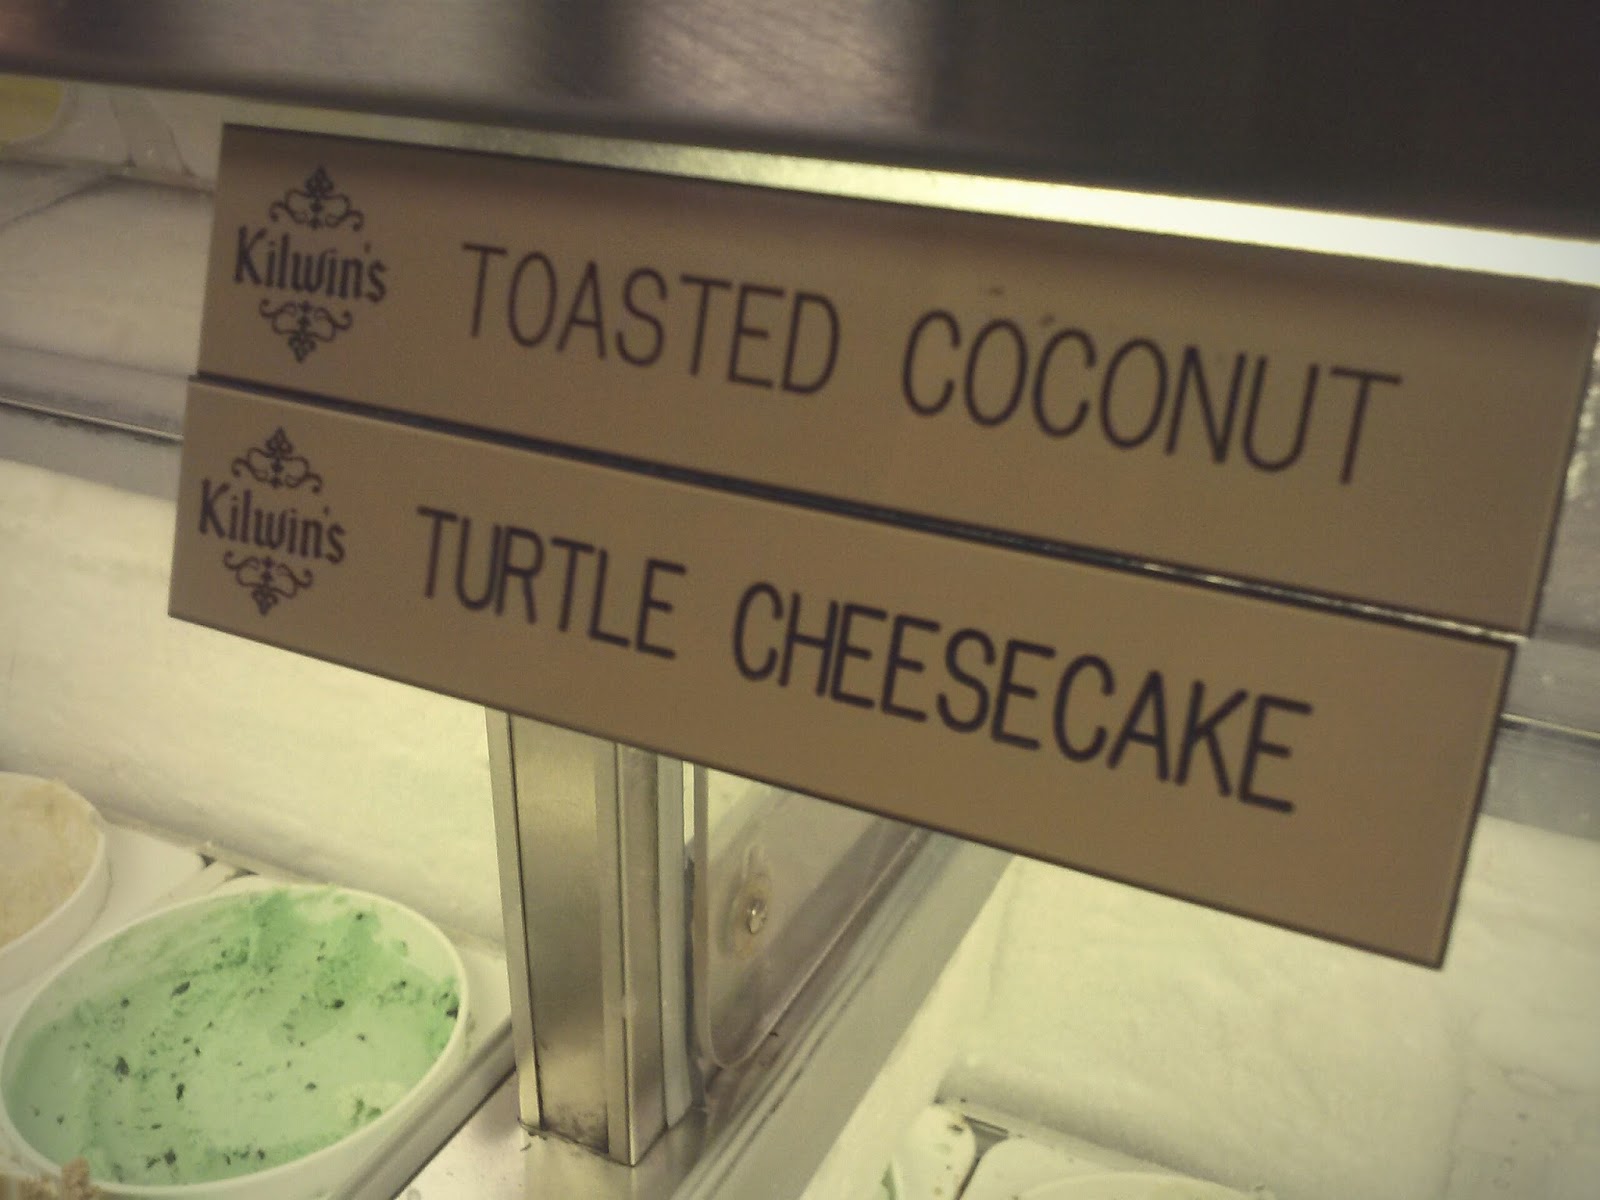 Kilwin's TOASTED COCONUT
Kilwin's TURTLE CHEESECAKE